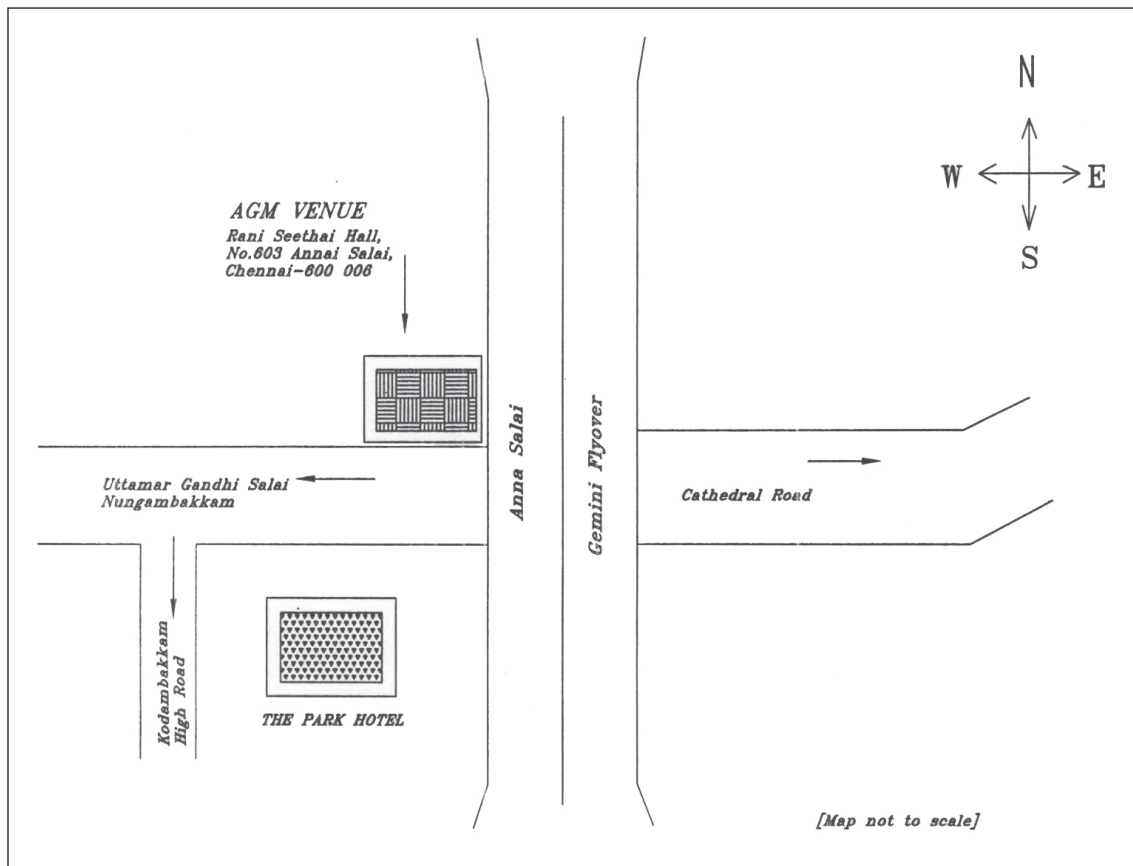 N
W E
S
AGM VENUE
Rani Seethai Hall,
No.603 Annai Salai,
Chennai-600 006
Anna Salai
Gemini Flyover
Uttamar Gandhi Salai
Nungambakkam
Cathedral Road
Kodambakkam
High Road
THE PARK HOTEL
[Map not to scale]